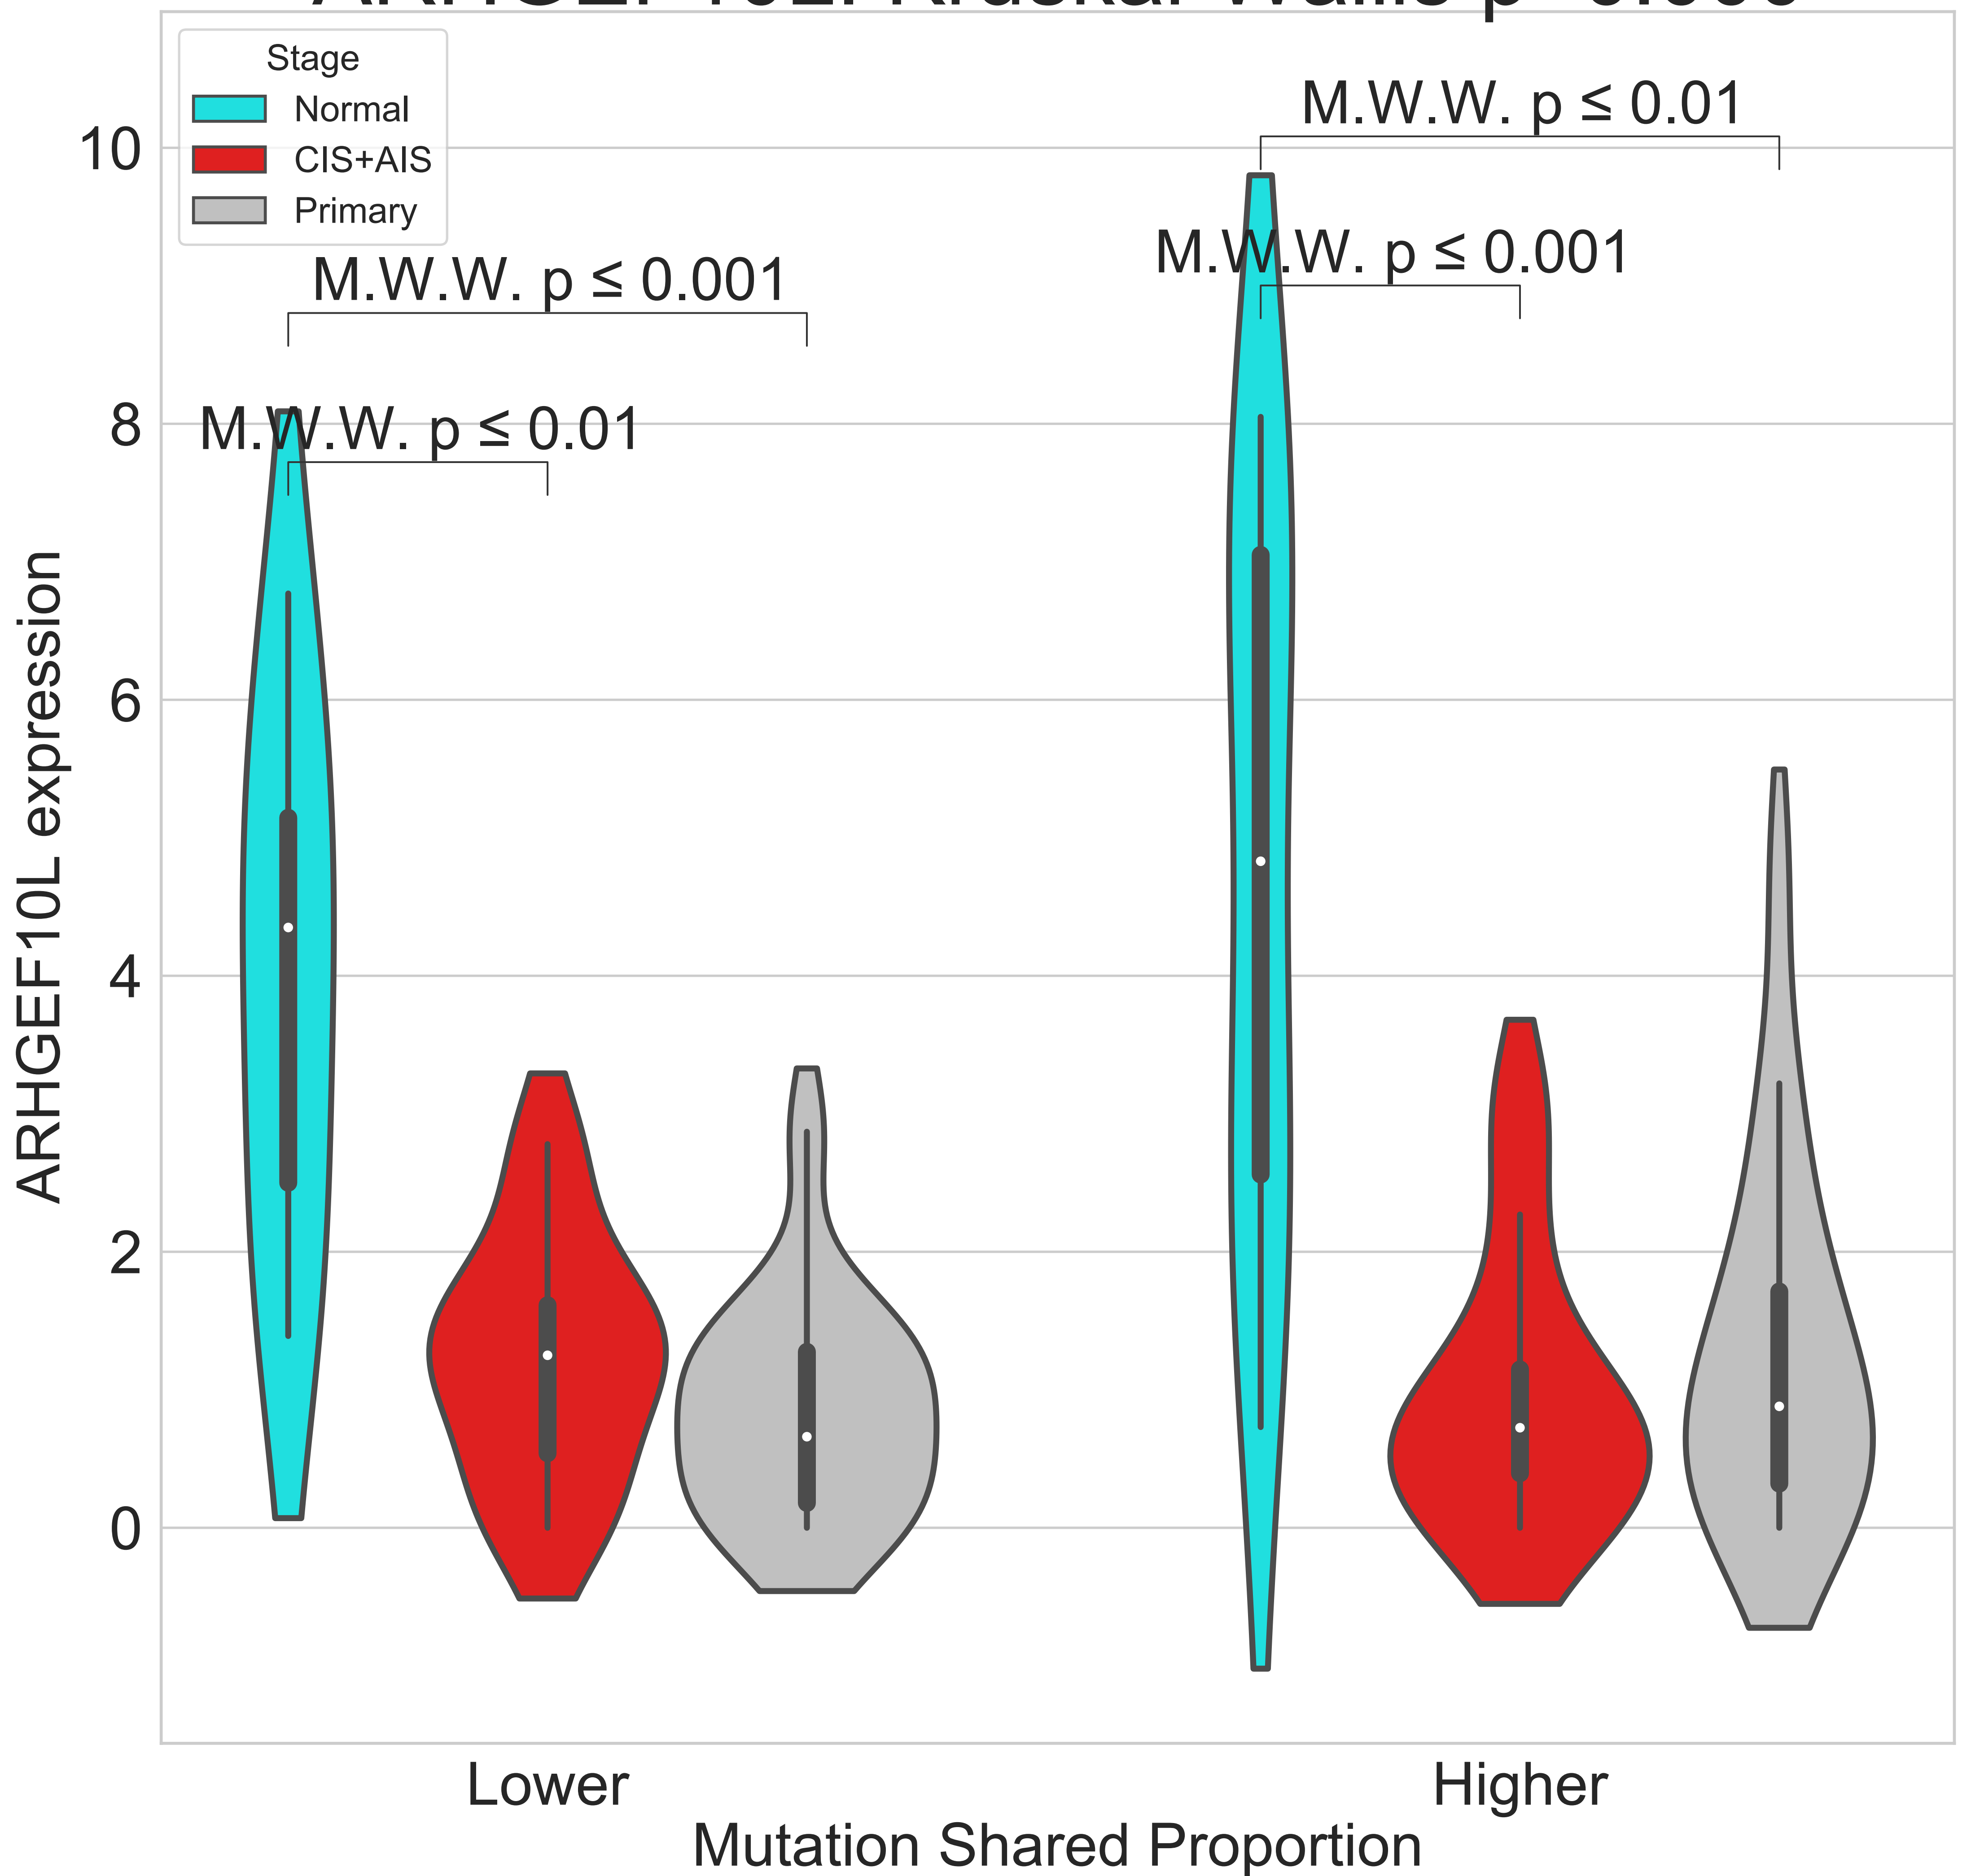 Stage
Normal
CIS+AIS
Primary
M.W.W. p ≤ 0.01
M.W.W. p ≤ 0.001
M.W.W. p ≤ 0.001
M.W.W. p ≤ 0.01
10
8
6
4
2
0
ARHGEF10L expression
Lower
Higher
Mutation Shared Proportion